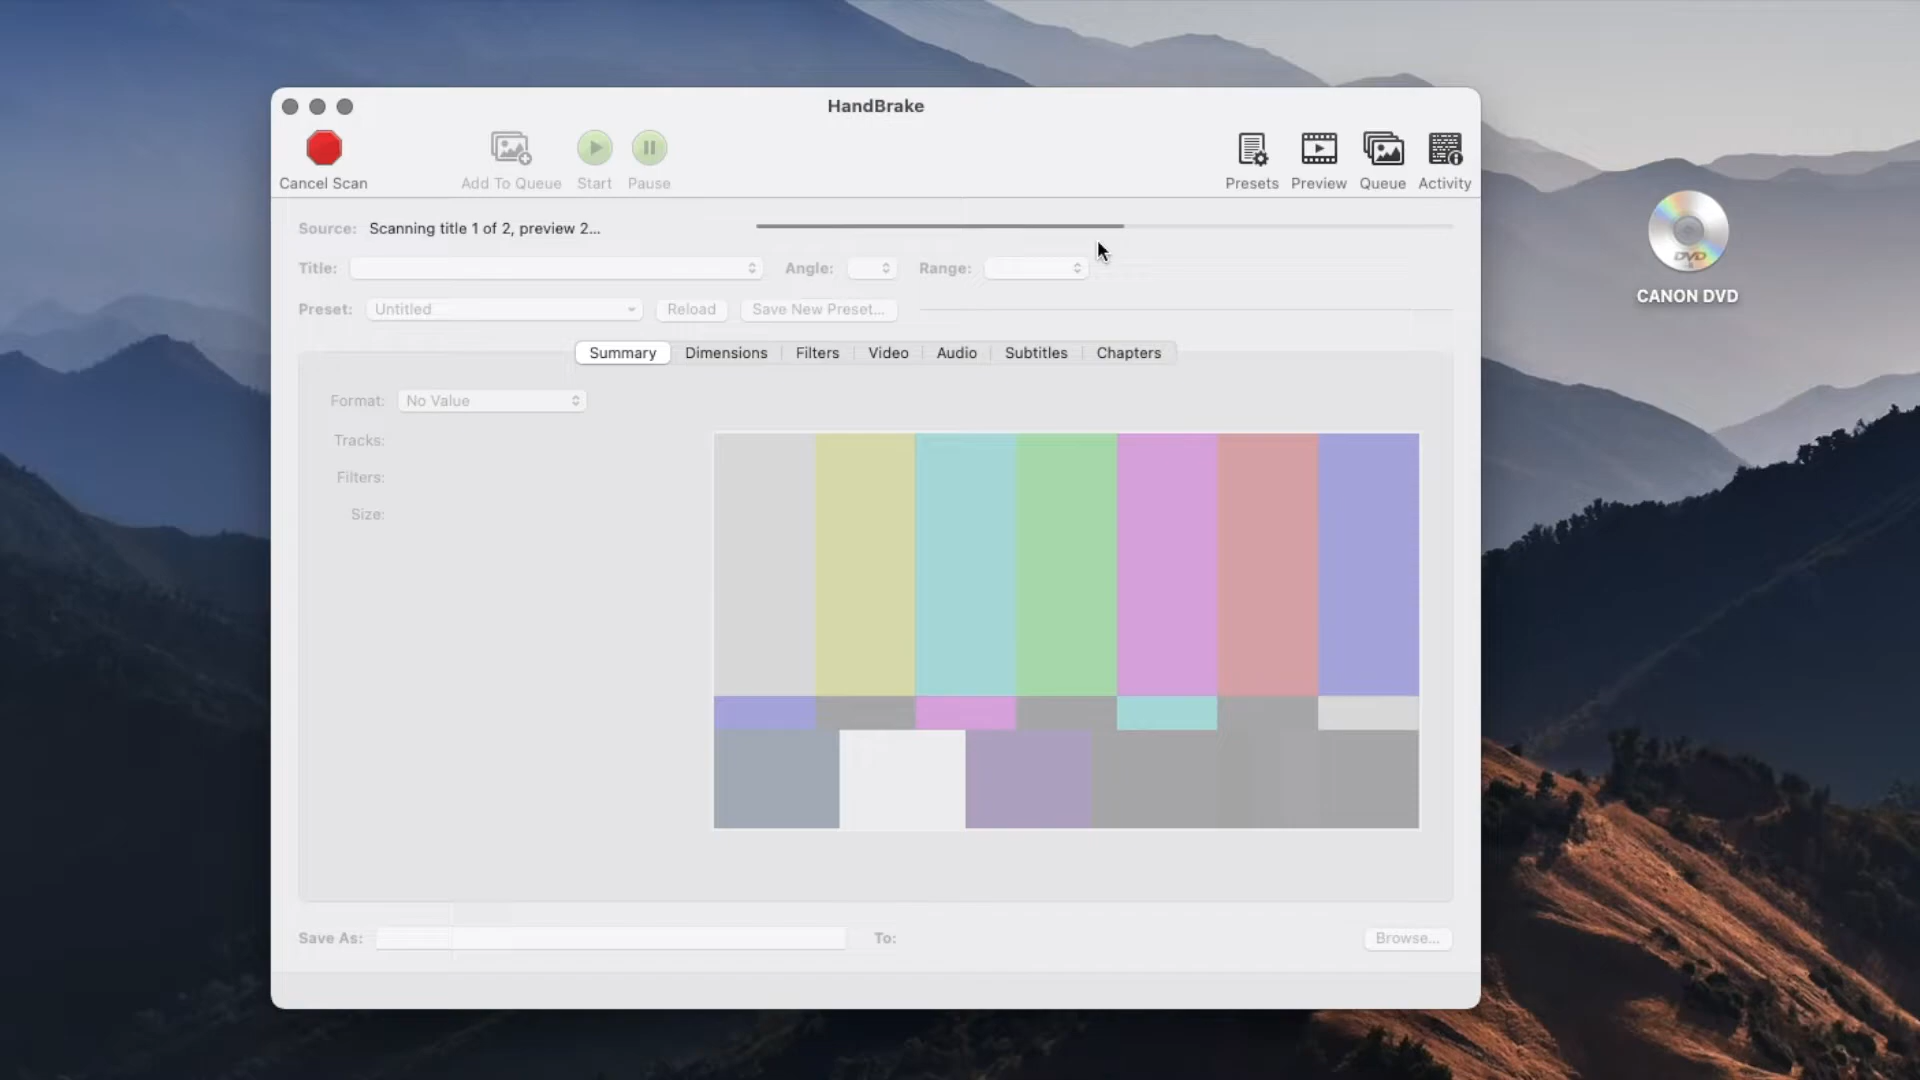 HandBrake
Cancel Scan
Add To Queue
Start
Pause
Presets
Preview
Queue
Activity
Source: Scanning title 1 of 2, preview 2...
Title: Angle: Range:
Preset: Untitled Reload Save New Preset...
Summary Dimensions Filters Video Audio Subtitles Chapters
Format: No Value
Tracks:
Filters:
Size:
Save As: To: Browse...
DVD
CANON DVD